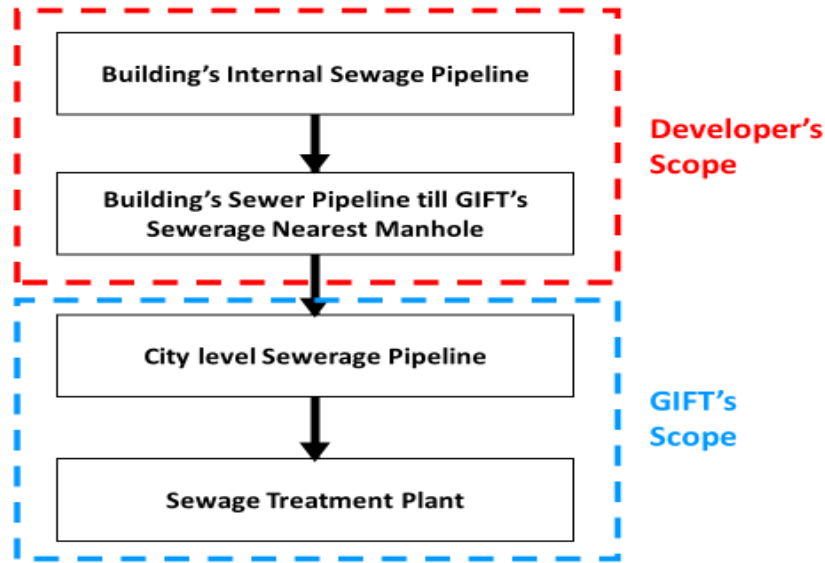 Building’s Internal Sewage Pipeline
Developer’s
Scope
Building’s Sewer Pipeline till GIFT’s
Sewerage Nearest Manhole
City level Sewerage Pipeline
GIFT’s
Scope
Sewage Treatment Plant